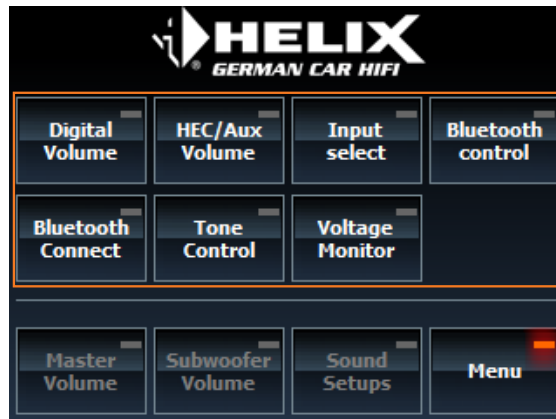 HELIX
® GERMAN CAR HIFI
Digital Volume
HEC/Aux Volume
Input select
Bluetooth control
Bluetooth Connect
Tone Control
Voltage Monitor
Master Volume
Subwoofer Volume
Sound Setups
Menu